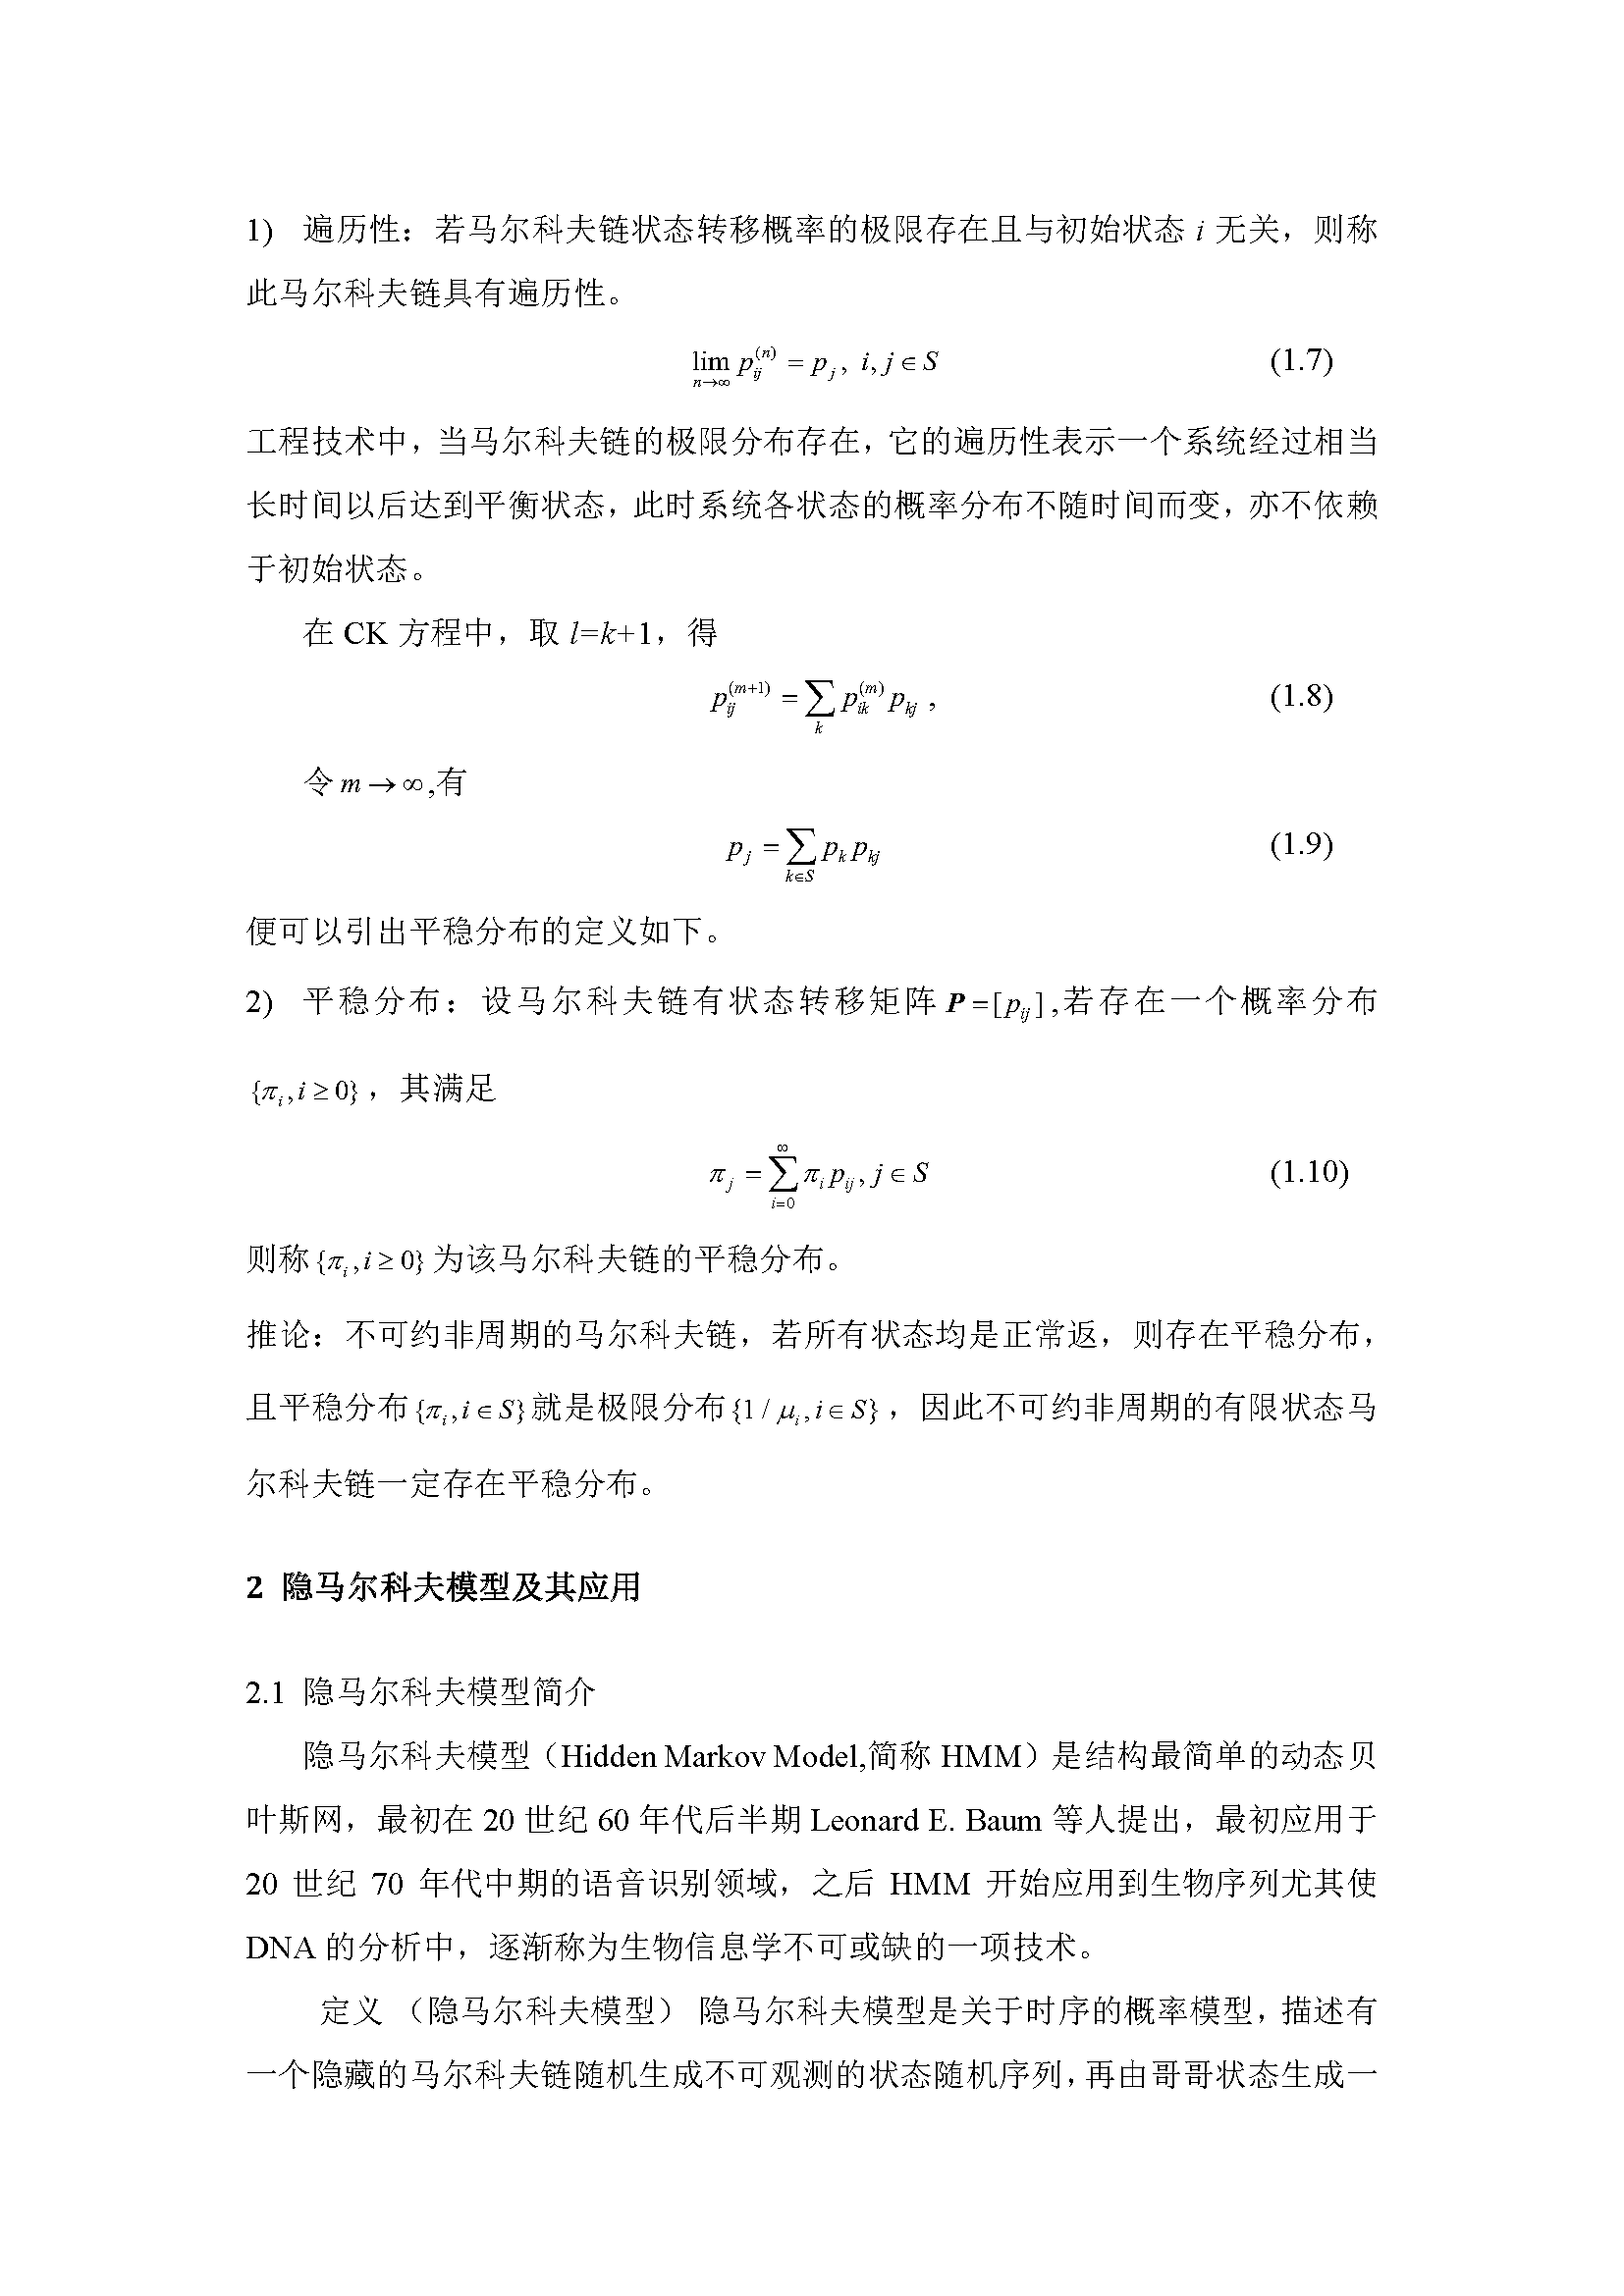 1) 遍历性：若马尔科夫链状态转移概率的极限存在且与初始状态 i 无关，则称
此马尔科夫链具有遍历性。
lim_{n→∞} p_{ij}^{(n)} = p_j, i, j ∈ S (1.7)
工程技术中，当马尔科夫链的极限分布存在，它的遍历性表示一个系统经过相当
长时间以后达到平衡状态，此时系统各状态的概率分布不随时间而变，亦不依赖
于初始状态。
在 CK 方程中，取 l=k+1，得
p_{ij}^{(m+1)} = ∑_k p_{ik}^{(m)} p_{kj} , (1.8)
令 m → ∞,有
p_j = ∑_{k∈S} p_k p_{kj} (1.9)
便可以引出平稳分布的定义如下。
2) 平稳分布：设马尔科夫链有状态转移矩阵 P =[p_{ij}] ,若存在一个概率分布
{π_i, i ≥ 0} ，其满足
π_j = ∑_{i=0}^{∞} π_i p_{ij}, j ∈ S (1.10)
则称 {π_i, i ≥ 0} 为该马尔科夫链的平稳分布。
推论：不可约非周期的马尔科夫链，若所有状态均是正常返，则存在平稳分布，
且平稳分布 {π_i, i ∈ S} 就是极限分布 {1 / μ_i, i ∈ S} ，因此不可约非周期的有限状态马
尔科夫链一定存在平稳分布。
2 隐马尔科夫模型及其应用
2.1 隐马尔科夫模型简介
隐马尔科夫模型（Hidden Markov Model,简称 HMM）是结构最简单的动态贝
叶斯网，最初在 20 世纪 60 年代后半期 Leonard E. Baum 等人提出，最初应用于
20 世纪 70 年代中期的语音识别领域，之后 HMM 开始应用到生物序列尤其使
DNA 的分析中，逐渐称为生物信息学不可或缺的一项技术。
定义 （隐马尔科夫模型） 隐马尔科夫模型是关于时序的概率模型，描述有
一个隐藏的马尔科夫链随机生成不可观测的状态随机序列，再由哥哥状态生成一